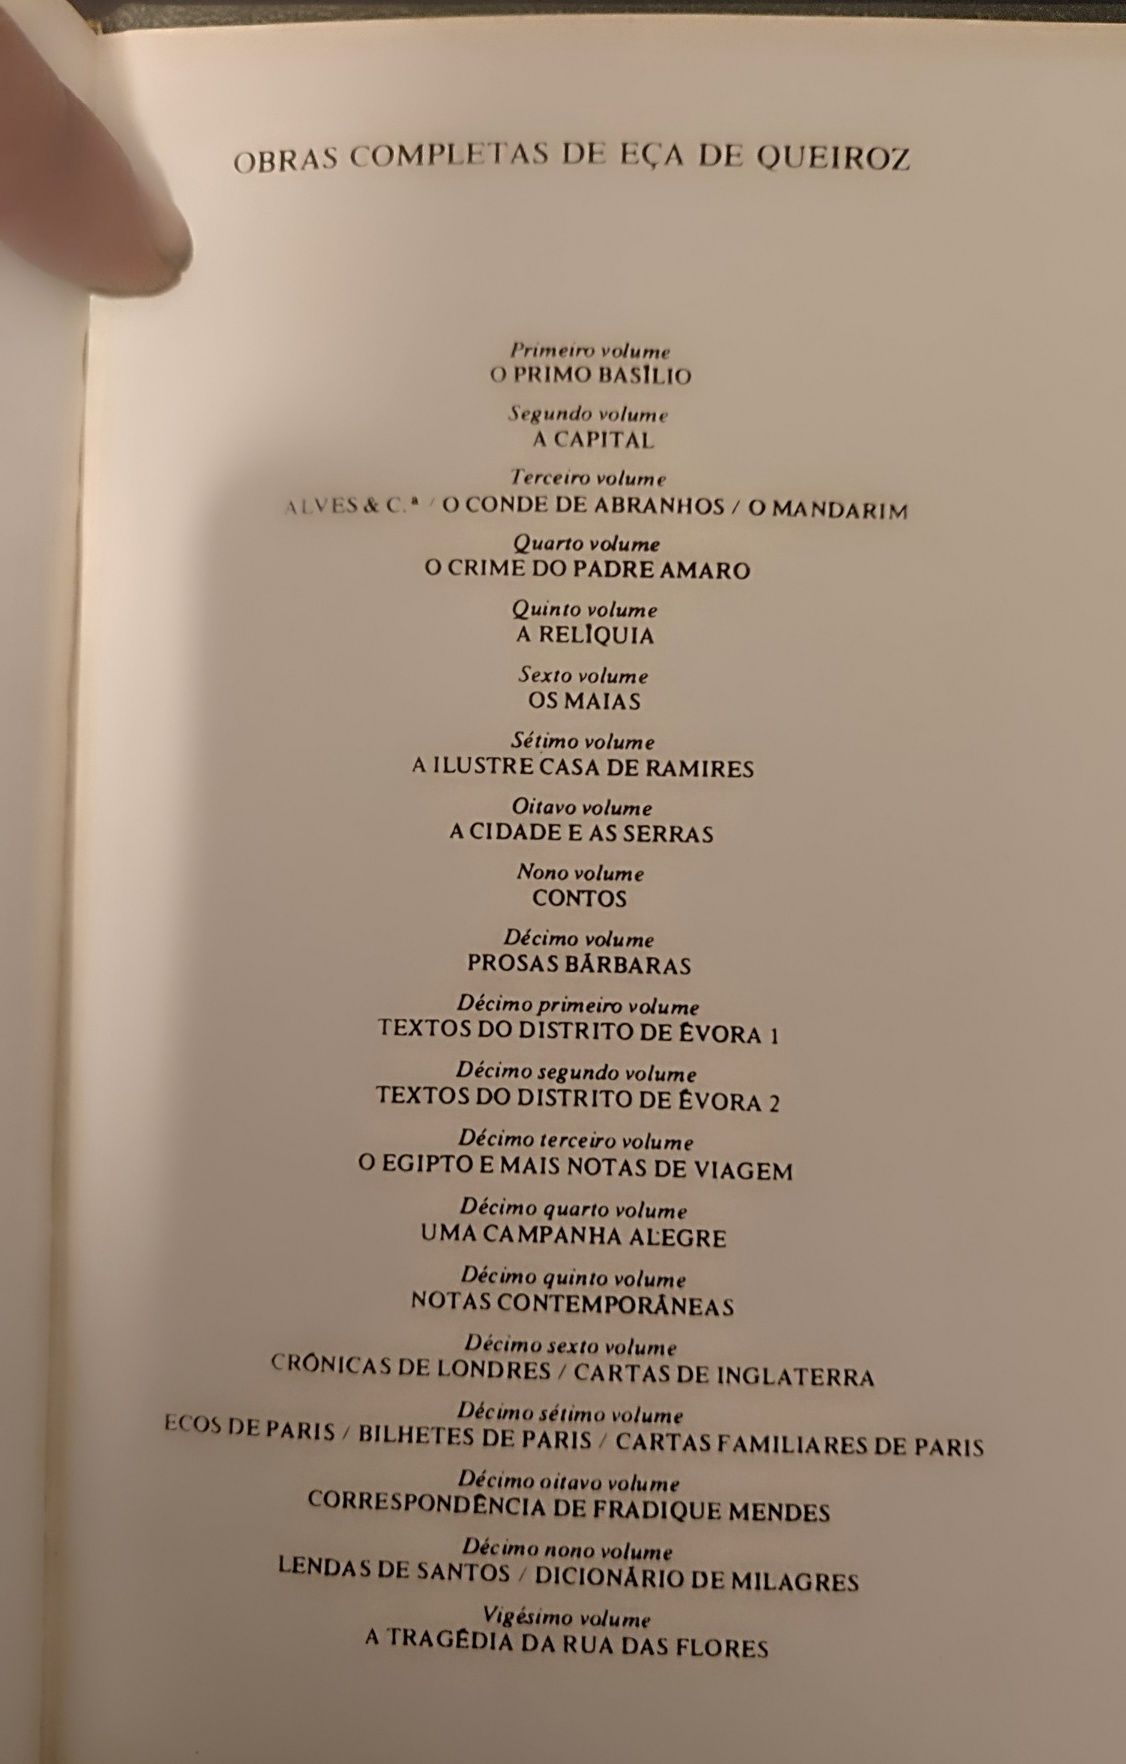 OBRAS COMPLETAS DE EÇA DE QUEIROZ
Primeiro volume
O PRIMO BASÍLIO
Segundo volume
A CAPITAL
Terceiro volume
ALVES & C.ª / O CONDE DE ABRANHOS / O MANDARIM
Quarto volume
O CRIME DO PADRE AMARO
Quinto volume
A RELÍQUIA
Sexto volume
OS MAIAS
Sétimo volume
A ILUSTRE CASA DE RAMIRES
Oitavo volume
A CIDADE E AS SERRAS
Nono volume
CONTOS
Décimo volume
PROSAS BÁRBARAS
Décimo primeiro volume
TEXTOS DO DISTRITO DE ÉVORA 1
Décimo segundo volume
TEXTOS DO DISTRITO DE ÉVORA 2
Décimo terceiro volume
O EGIPTO E MAIS NOTAS DE VIAGEM
Décimo quarto volume
UMA CAMPANHA ALEGRE
Décimo quinto volume
NOTAS CONTEMPORÂNEAS
Décimo sexto volume
CRÓNICAS DE LONDRES / CARTAS DE INGLATERRA
Décimo sétimo volume
ECOS DE PARIS / BILHETES DE PARIS / CARTAS FAMILIARES DE PARIS
Décimo oitavo volume
CORRESPONDÊNCIA DE FRADIQUE MENDES
Décimo nono volume
LENDAS DE SANTOS / DICIONÁRIO DE MILAGRES
Vigésimo volume
A TRAGÉDIA DA RUA DAS FLORES